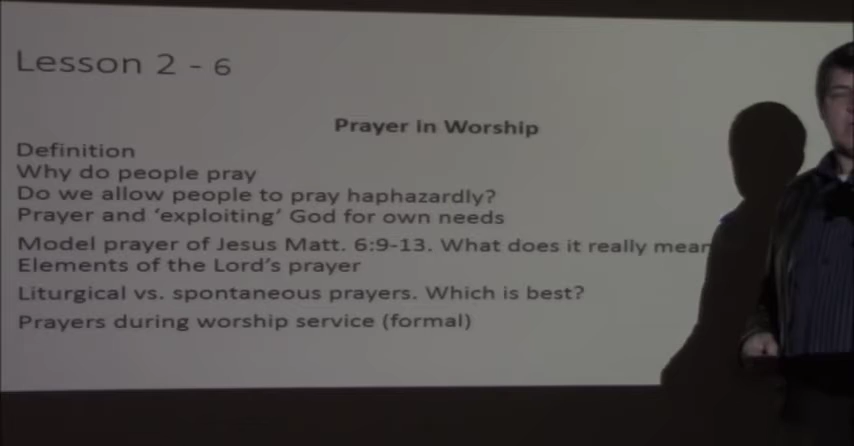 Lesson 2 - 6
Prayer in Worship
Definition
Why do people pray
Do we allow people to pray haphazardly?
Prayer and ‘exploiting’ God for own needs
Model prayer of Jesus Matt. 6:9-13. What does it really
Elements of the Lord’s prayer
Liturgical vs. spontaneous prayers. Which is best?
Prayers during worship service (formal)